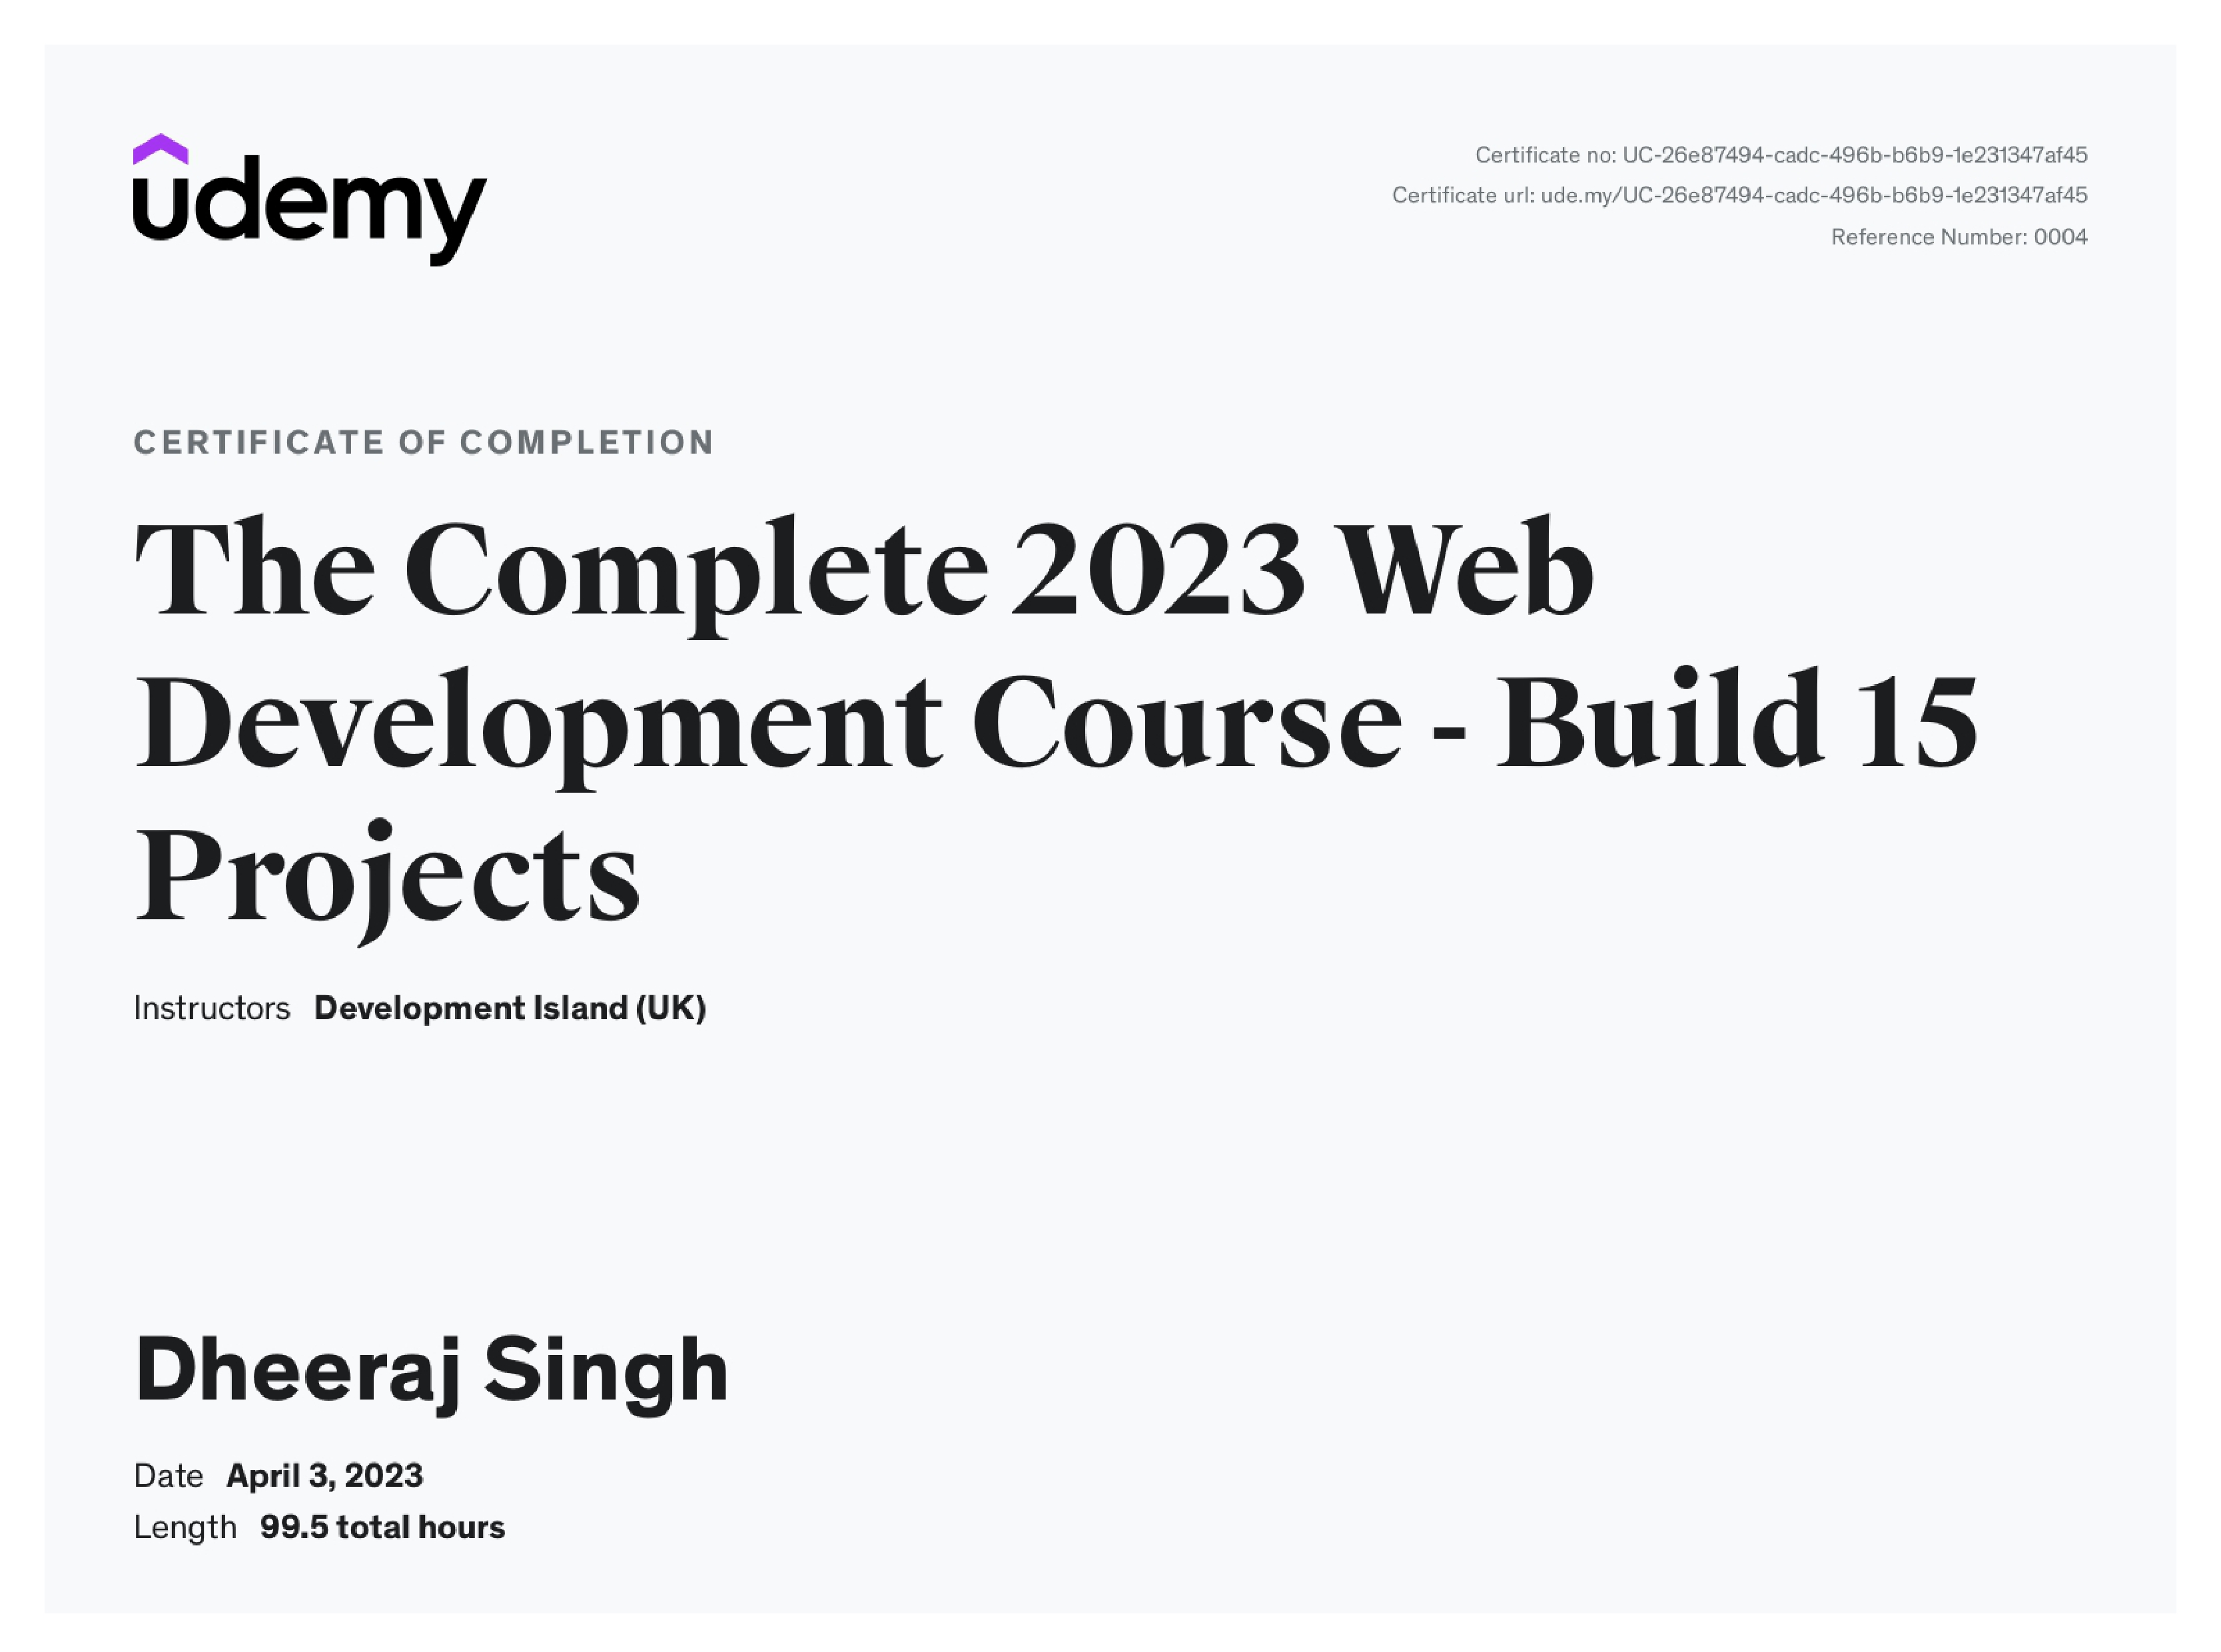 udemy
Certificate no: UC-26e87494-cadc-496b-b6b9-1e231347af45
Certificate url: ude.my/UC-26e87494-cadc-496b-b6b9-1e231347af45
Reference Number: 0004
CERTIFICATE OF COMPLETION
The Complete 2023 Web
Development Course - Build 15
Projects
Instructors Development Island (UK)
Dheeraj Singh
Date April 3, 2023
Length 99.5 total hours